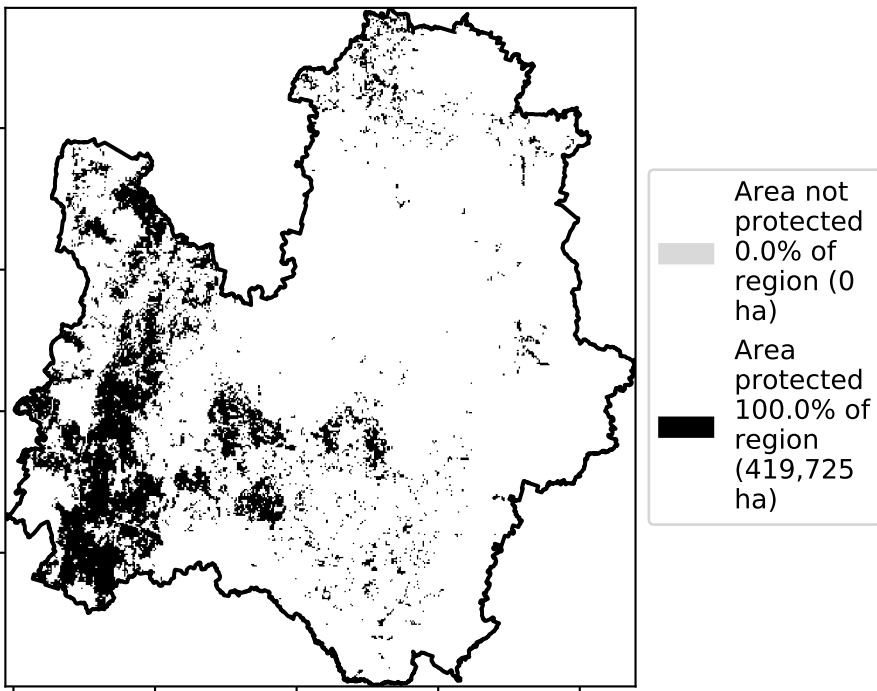 Area not
protected
0.0% of
region (0
ha)
Area
protected
100.0% of
region
(419,725
ha)